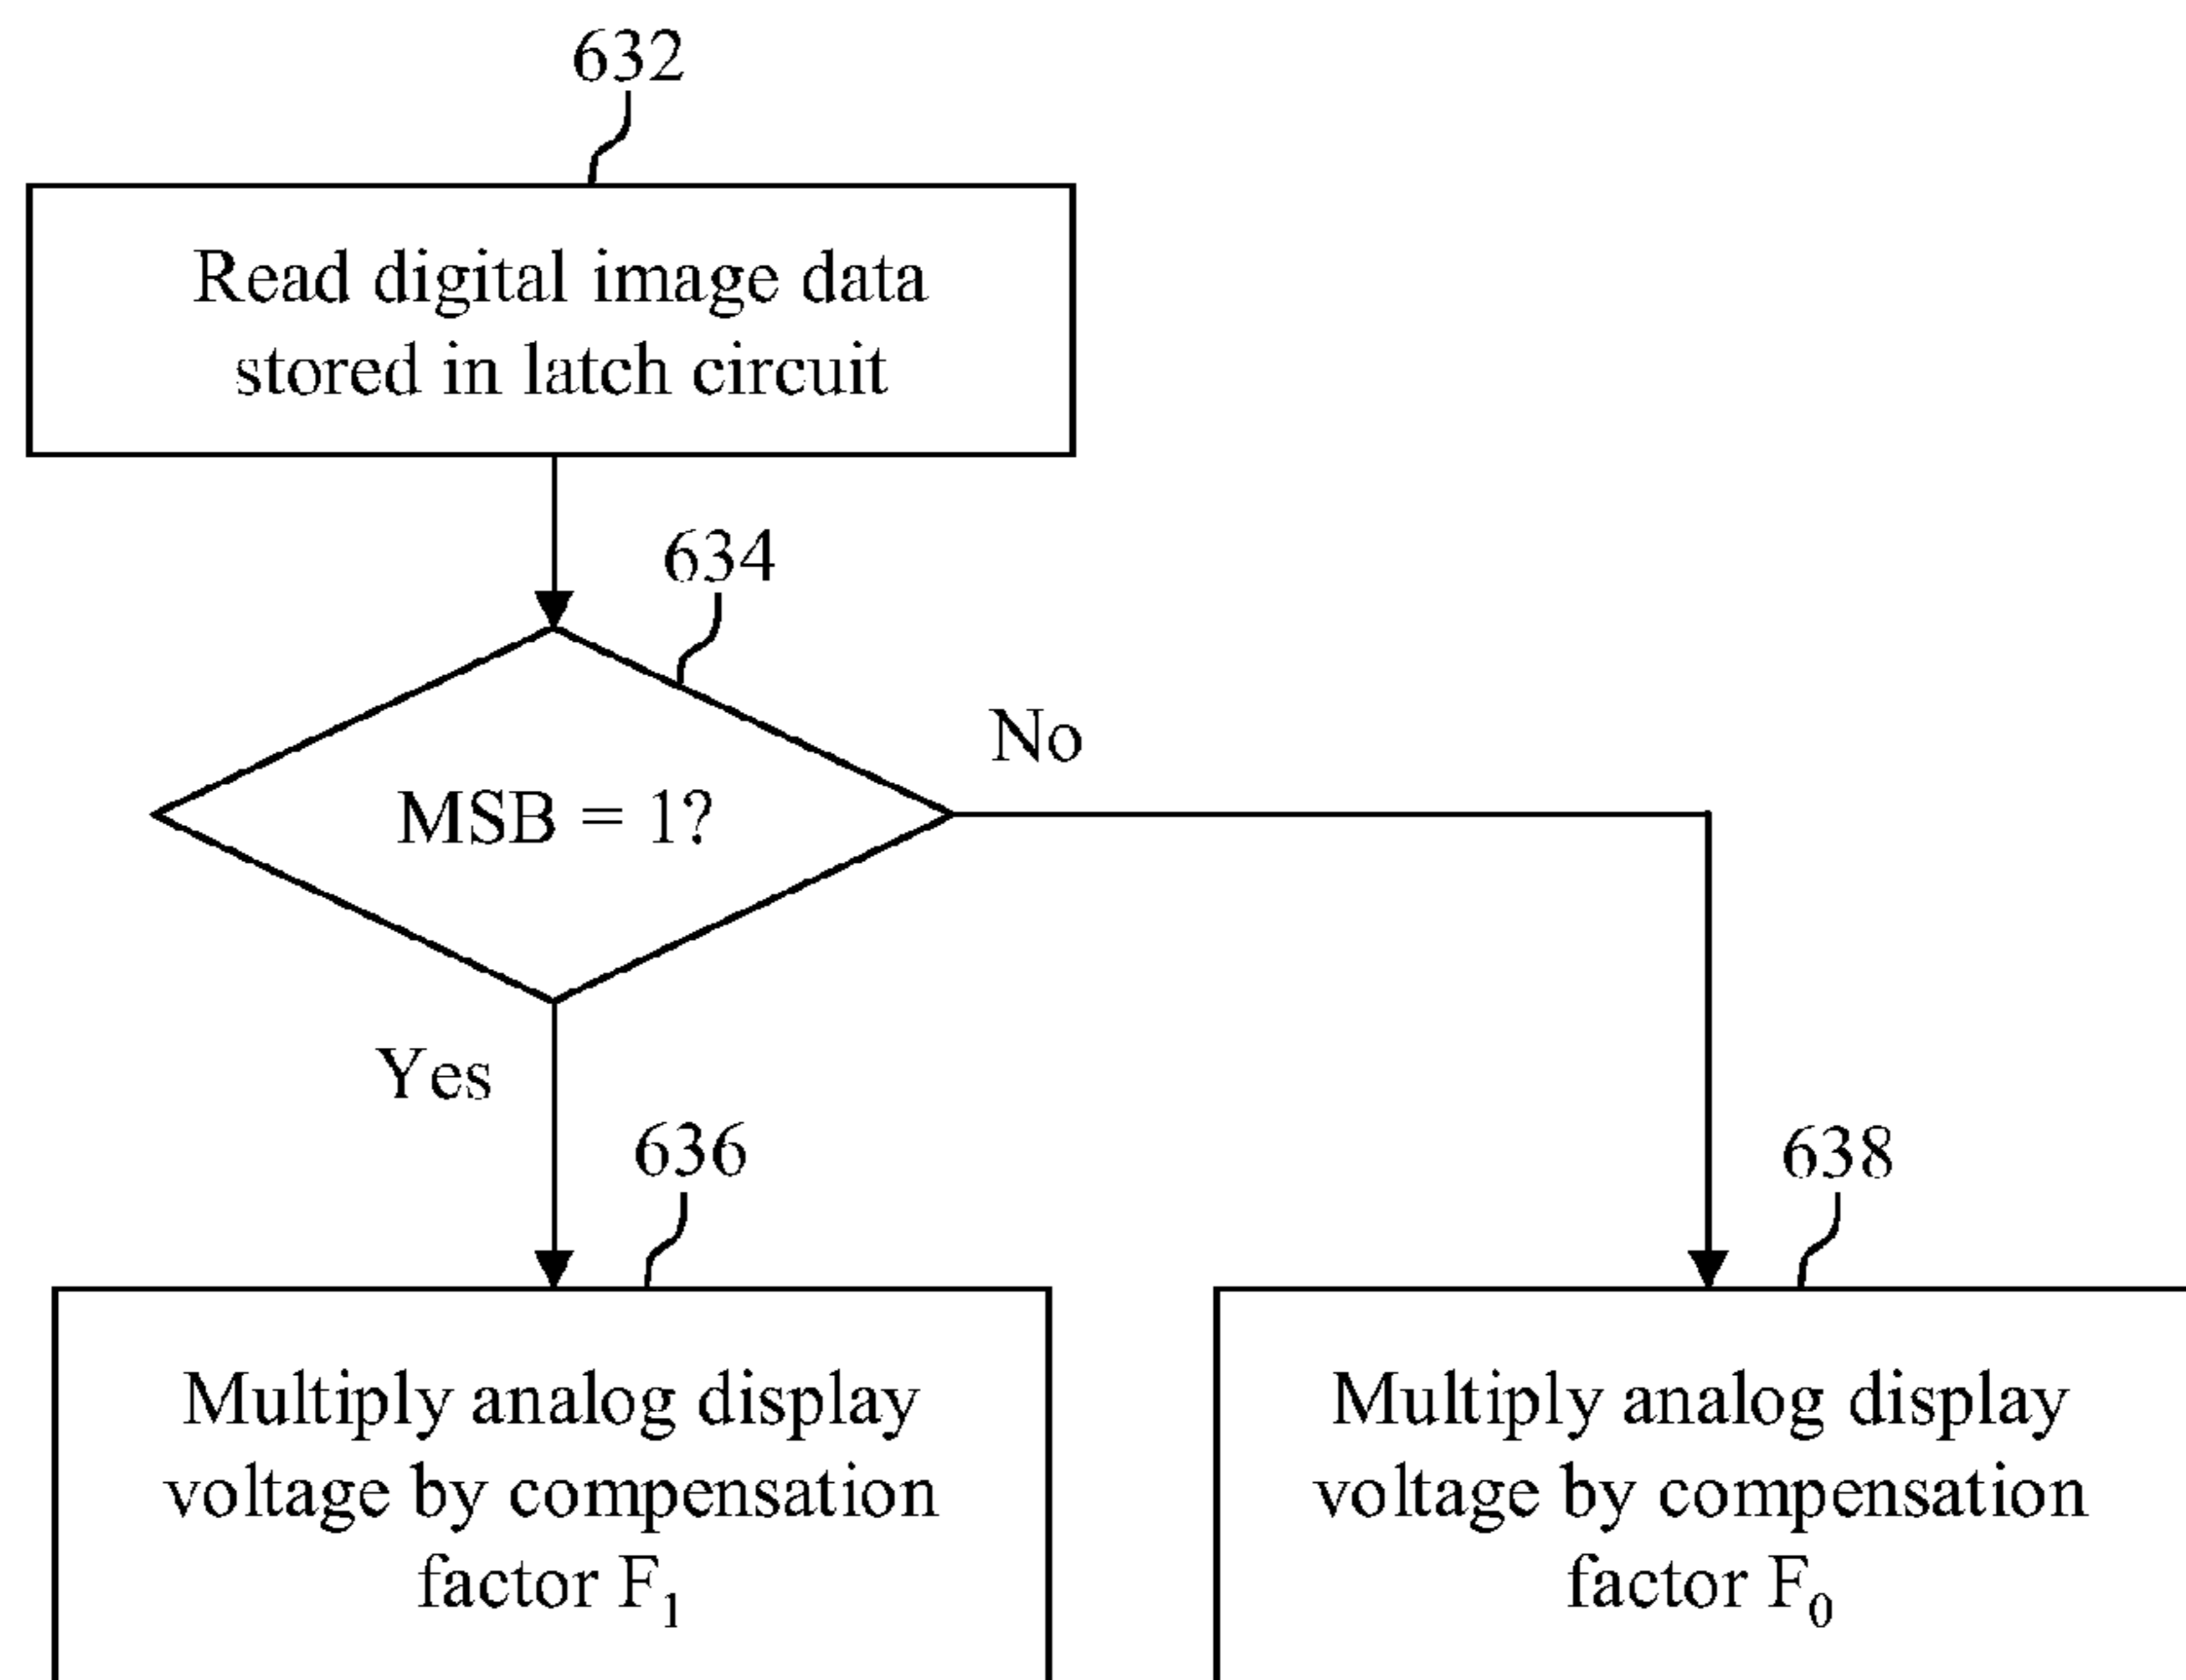 632
Read digital image data
stored in latch circuit
634
No
MSB = 1?
Yes
636
638
Multiply analog display
voltage by compensation
factor F₁
Multiply analog display
voltage by compensation
factor F₀